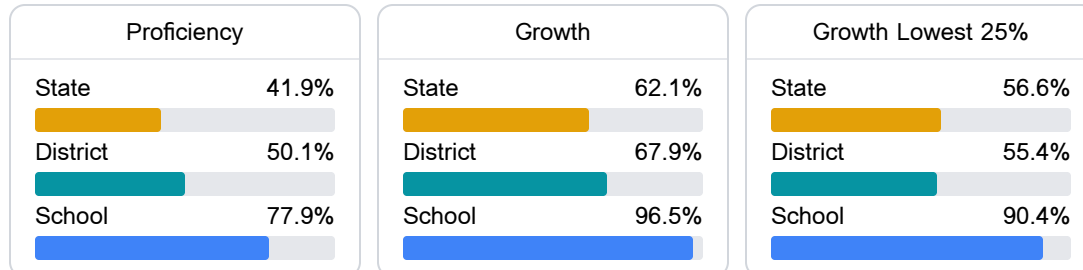 Proficiency
State 41.9%
District 50.1%
School 77.9%
Growth
State 62.1%
District 67.9%
School 96.5%
Growth Lowest 25%
State 56.6%
District 55.4%
School 90.4%